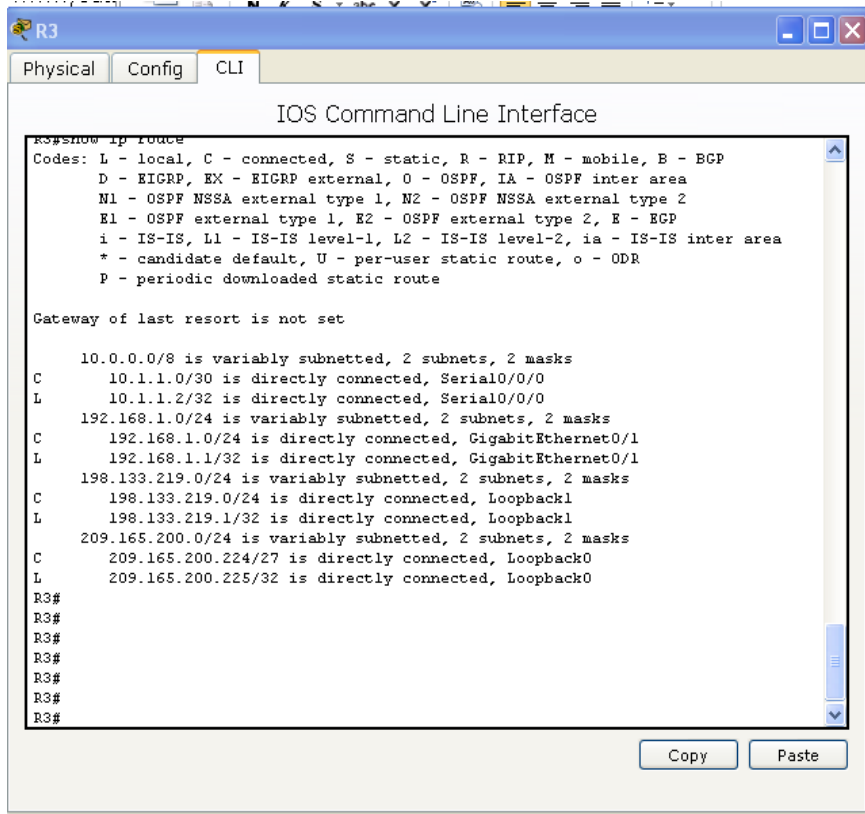 R3
Physical Config CLI
IOS Command Line Interface
R3#show ip route
Codes: L - local, C - connected, S - static, R - RIP, M - mobile, B - BGP
D - EIGRP, EX - EIGRP external, O - OSPF, IA - OSPF inter area
N1 - OSPF NSSA external type 1, N2 - OSPF NSSA external type 2
E1 - OSPF external type 1, E2 - OSPF external type 2, E - EGP
i - IS-IS, L1 - IS-IS level-1, L2 - IS-IS level-2, ia - IS-IS inter area
* - candidate default, U - per-user static route, o - ODR
P - periodic downloaded static route
Gateway of last resort is not set
10.0.0.0/8 is variably subnetted, 2 subnets, 2 masks
C 10.1.1.0/30 is directly connected, Serial0/0/0
L 10.1.1.2/32 is directly connected, Serial0/0/0
192.168.1.0/24 is variably subnetted, 2 subnets, 2 masks
C 192.168.1.0/24 is directly connected, GigabitEthernet0/1
L 192.168.1.1/32 is directly connected, GigabitEthernet0/1
198.133.219.0/24 is variably subnetted, 2 subnets, 2 masks
C 198.133.219.0/24 is directly connected, Loopback1
L 198.133.219.1/32 is directly connected, Loopback1
209.165.200.0/24 is variably subnetted, 2 subnets, 2 masks
C 209.165.200.224/27 is directly connected, Loopback0
L 209.165.200.225/32 is directly connected, Loopback0
R3#
R3#
R3#
R3#
R3#
R3#
R3#
Copy Paste